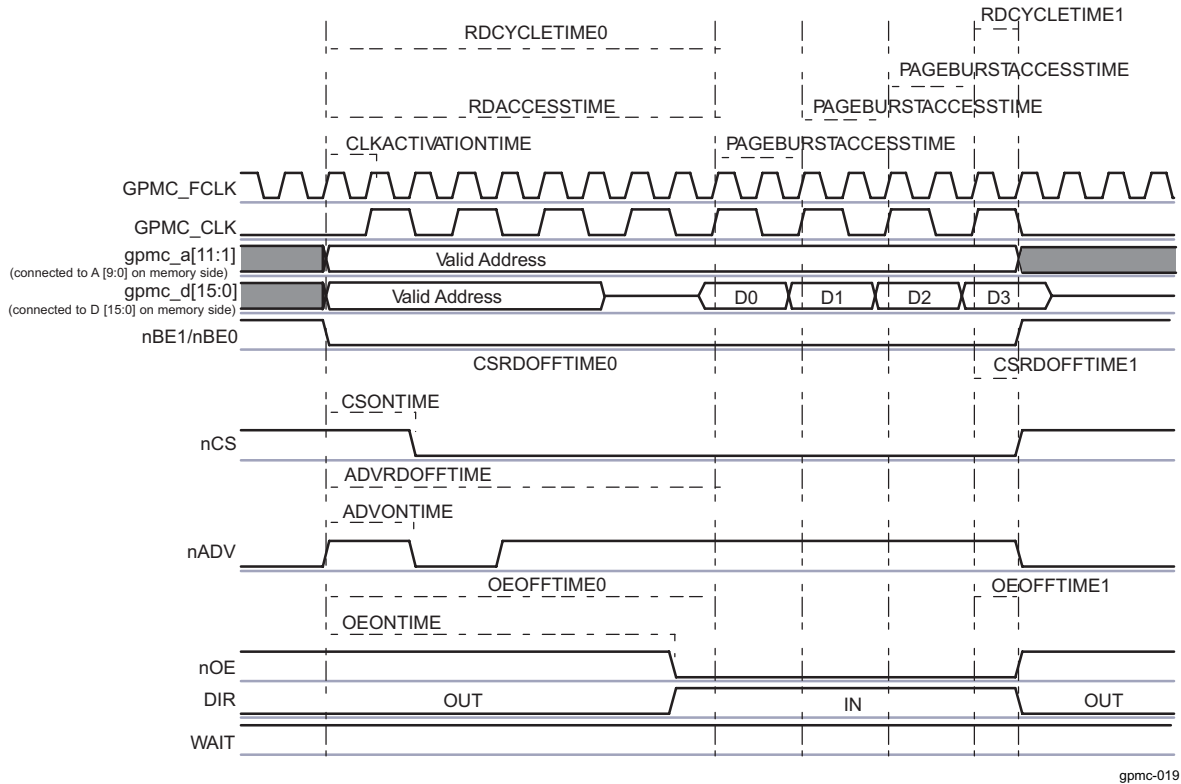 RDCYCLETIME1
RDCYCLETIME0
PAGEBURSTACCESSTIME
RDACCESSTIME
PAGEBURSTACCESSTIME
CLKACTIVATIONTIME
PAGEBURSTACCESSTIME
GPMC_FCLK
GPMC_CLK
gpmc_a[11:1]
(connected to A [9:0] on memory side)
Valid Address
gpmc_d[15:0]
(connected to D [15:0] on memory side)
Valid Address
D0
D1
D2
D3
nBE1/nBE0
CSRDOFFTIME0
CSRDOFFTIME1
CSONTIME
nCS
ADVRDOFFTIME
ADVONTIME
nADV
OEOFFTIME0
OEOFFTIME1
OEONTIME
nOE
DIR
OUT
IN
OUT
WAIT
gpmc-019